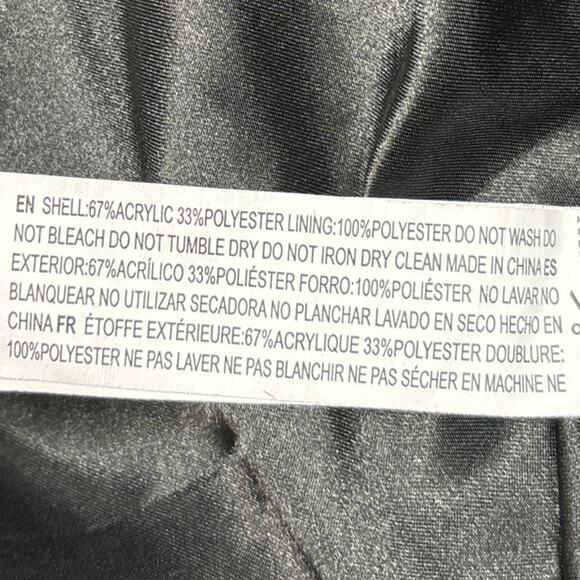 EN SHELL:67%ACRYLIC 33%POLYESTER LINING:100%POLYESTER DO NOT WASH DO
NOT BLEACH DO NOT TUMBLE DRY DO NOT IRON DRY CLEAN MADE IN CHINA ES
EXTERIOR:67%ACRÍLICO 33%POLIÉSTER FORRO:100%POLIÉSTER NO LAVAR NO
BLANQUEAR NO UTILIZAR SECADORA NO PLANCHAR LAVADO EN SECO HECHO EN
CHINA FR ÉTOFFE EXTÉRIEURE:67%ACRYLIQUE 33%POLYESTER DOUBLURE:
100%POLYESTER NE PAS LAVER NE PAS BLANCHIR NE PAS SÉCHER EN MACHINE NE